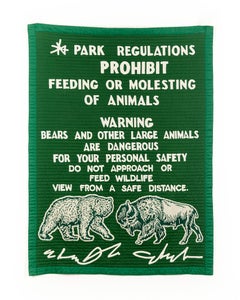 PARK REGULATIONS
PROHIBIT
FEEDING OR MOLESTING
OF ANIMALS
WARNING
BEARS AND OTHER LARGE ANIMALS
ARE DANGEROUS
FOR YOUR PERSONAL SAFETY
DO NOT APPROACH OR
FEED WILDLIFE
VIEW FROM A SAFE DISTANCE.